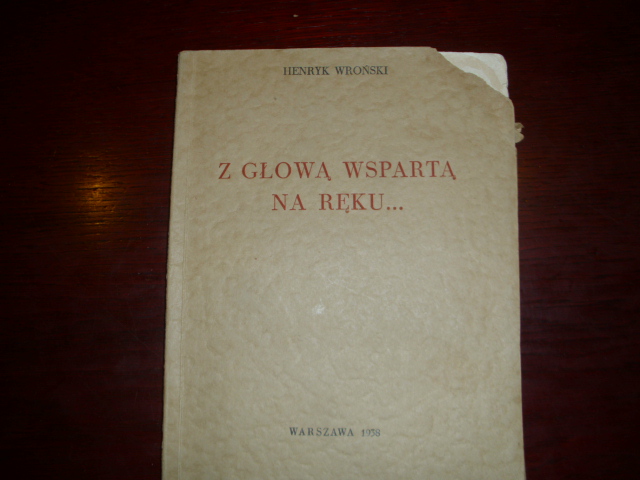 HENRYK WROŃSKI
Z GŁOWĄ WSPARTĄ
NA RĘKU...
WARSZAWA 1938